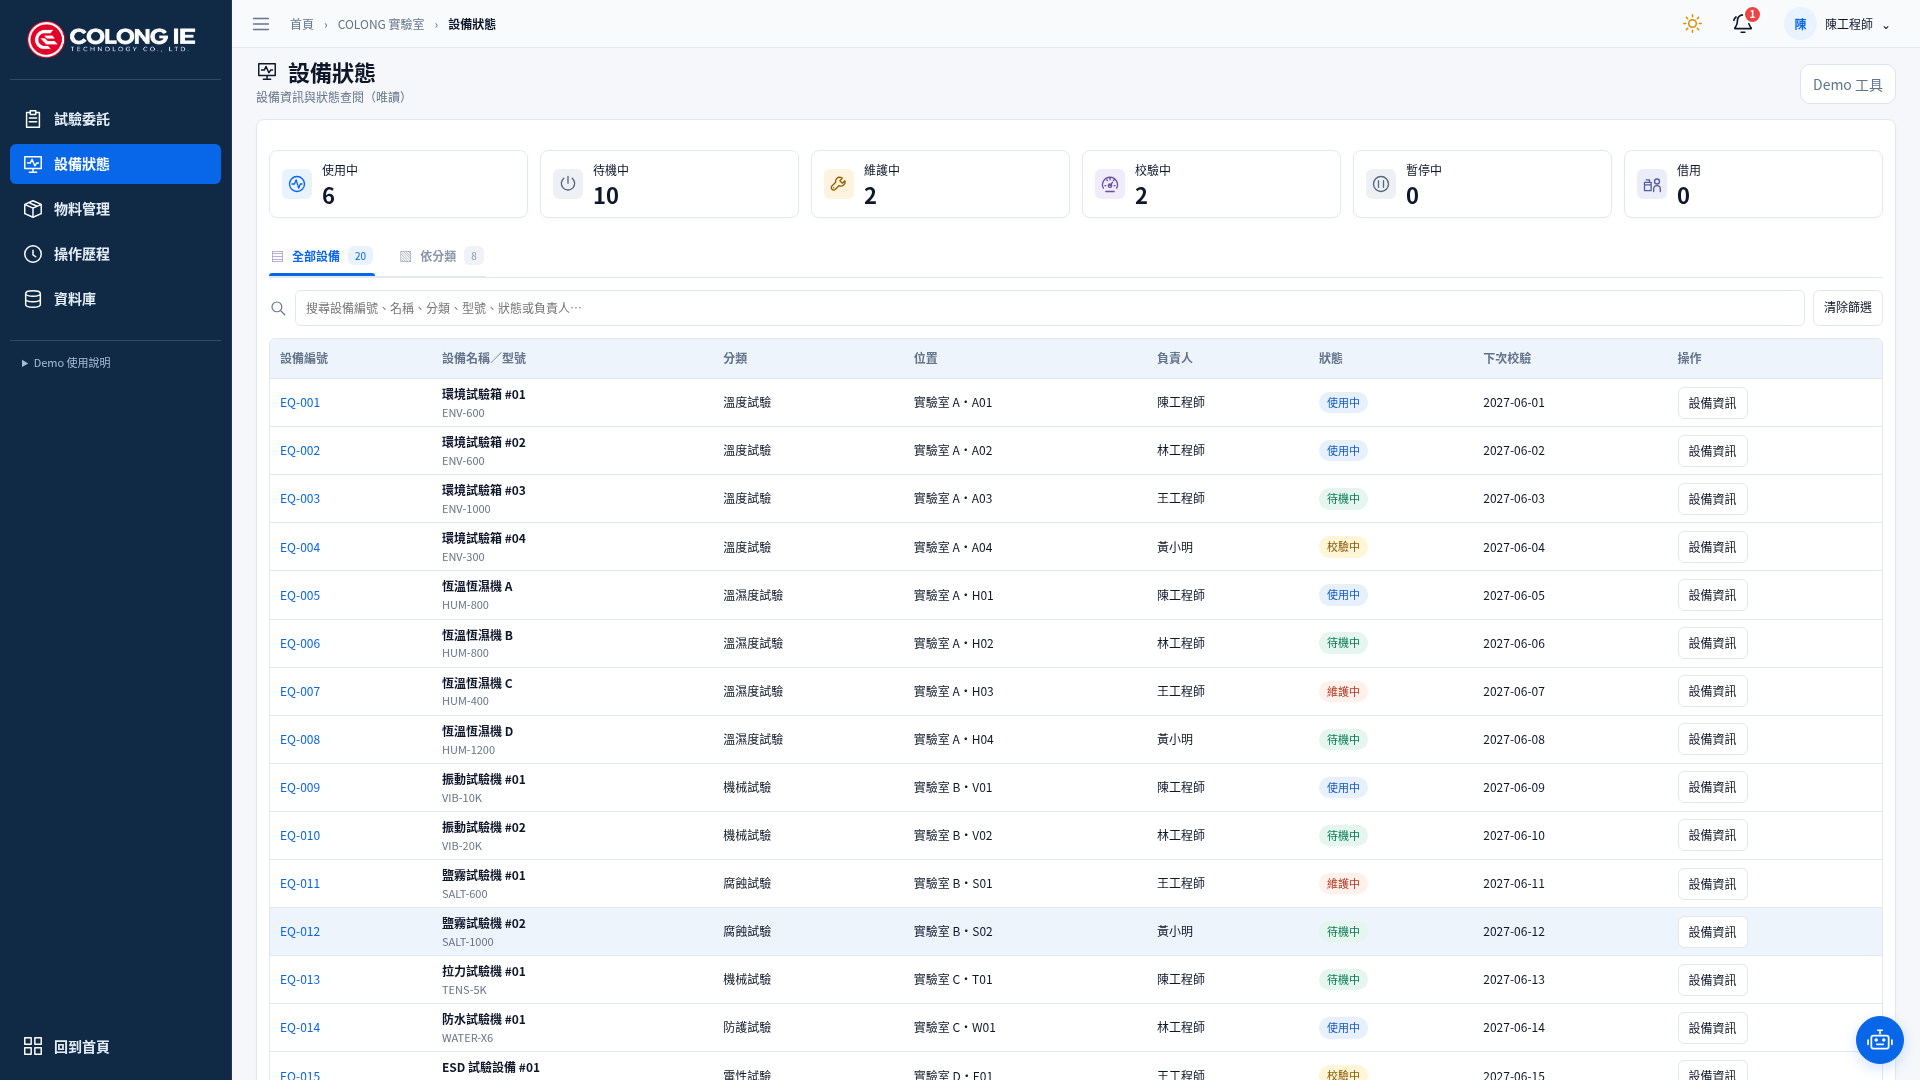 COLONG IE
TECHNOLOGY CO., LTD.
試驗委託
設備狀態
物料管理
操作歷程
資料庫
▶ Demo 使用說明
回到首頁
首頁 › COLONG 實驗室 › 設備狀態
1
陳 陳工程師
設備狀態
設備資訊與狀態查閱（唯讀）
Demo 工具
使用中
6
待機中
10
維護中
2
校驗中
2
暫停中
0
借用
0
全部設備 20
依分類 8
搜尋設備編號、名稱、分類、型號、狀態或負責人…
清除篩選
設備編號 設備名稱／型號 分類 位置 負責人 狀態 下次校驗 操作
EQ-001 環境試驗箱 #01 ENV-600 溫度試驗 實驗室 A・A01 陳工程師 使用中 2027-06-01 設備資訊
EQ-002 環境試驗箱 #02 ENV-600 溫度試驗 實驗室 A・A02 林工程師 使用中 2027-06-02 設備資訊
EQ-003 環境試驗箱 #03 ENV-1000 溫度試驗 實驗室 A・A03 王工程師 待機中 2027-06-03 設備資訊
EQ-004 環境試驗箱 #04 ENV-300 溫度試驗 實驗室 A・A04 黃小明 校驗中 2027-06-04 設備資訊
EQ-005 恆溫恆濕機 A HUM-800 溫濕度試驗 實驗室 A・H01 陳工程師 使用中 2027-06-05 設備資訊
EQ-006 恆溫恆濕機 B HUM-800 溫濕度試驗 實驗室 A・H02 林工程師 待機中 2027-06-06 設備資訊
EQ-007 恆溫恆濕機 C HUM-400 溫濕度試驗 實驗室 A・H03 王工程師 維護中 2027-06-07 設備資訊
EQ-008 恆溫恆濕機 D HUM-1200 溫濕度試驗 實驗室 A・H04 黃小明 待機中 2027-06-08 設備資訊
EQ-009 振動試驗機 #01 VIB-10K 機械試驗 實驗室 B・V01 陳工程師 使用中 2027-06-09 設備資訊
EQ-010 振動試驗機 #02 VIB-20K 機械試驗 實驗室 B・V02 林工程師 待機中 2027-06-10 設備資訊
EQ-011 鹽霧試驗機 #01 SALT-600 腐蝕試驗 實驗室 B・S01 王工程師 維護中 2027-06-11 設備資訊
EQ-012 鹽霧試驗機 #02 SALT-1000 腐蝕試驗 實驗室 B・S02 黃小明 待機中 2027-06-12 設備資訊
EQ-013 拉力試驗機 #01 TENS-5K 機械試驗 實驗室 C・T01 陳工程師 待機中 2027-06-13 設備資訊
EQ-014 防水試驗機 #01 WATER-X6 防護試驗 實驗室 C・W01 林工程師 使用中 2027-06-14 設備資訊
EQ-015 ESD 試驗設備 #01 電性試驗 實驗室 D・E01 王工程師 校驗中 2027-06-15 設備資訊